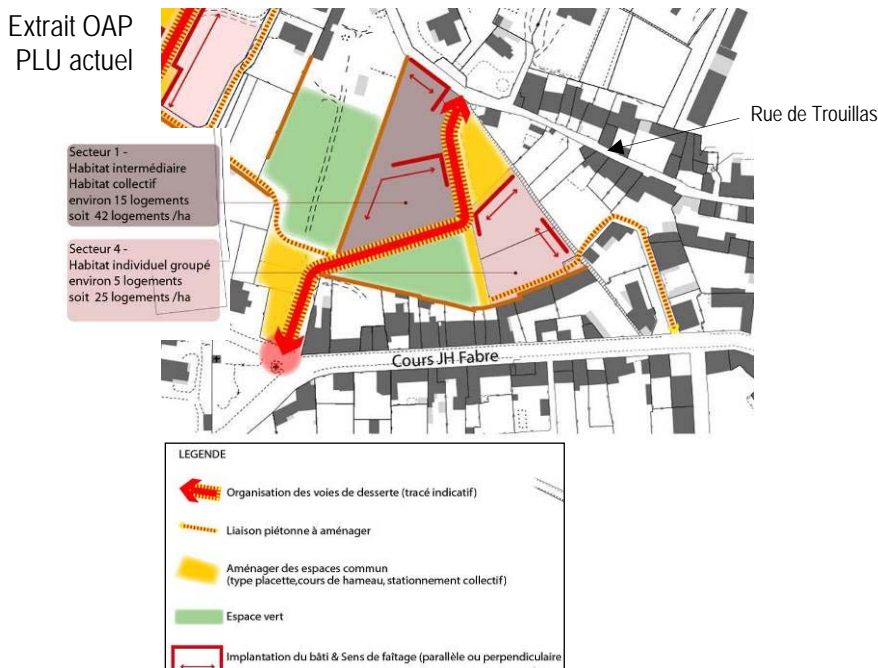 Extrait OAP
PLU actuel
Rue de Trouillas
Secteur 1 -
Habitat intermédiaire
Habitat collectif
environ 15 logements
soit 42 logements /ha
Secteur 4 -
Habitat individuel groupé
environ 5 logements
soit 25 logements /ha
Cours JH Fabre
LEGENDE
Organisation des voies de desserte (tracé indicatif)
Liaison piétonne à aménager
Aménager des espaces commun
(type placette,cours de hameau, stationnement collectif)
Espace vert
Implantation du bâti & Sens de faîtage (parallèle ou perpendiculaire